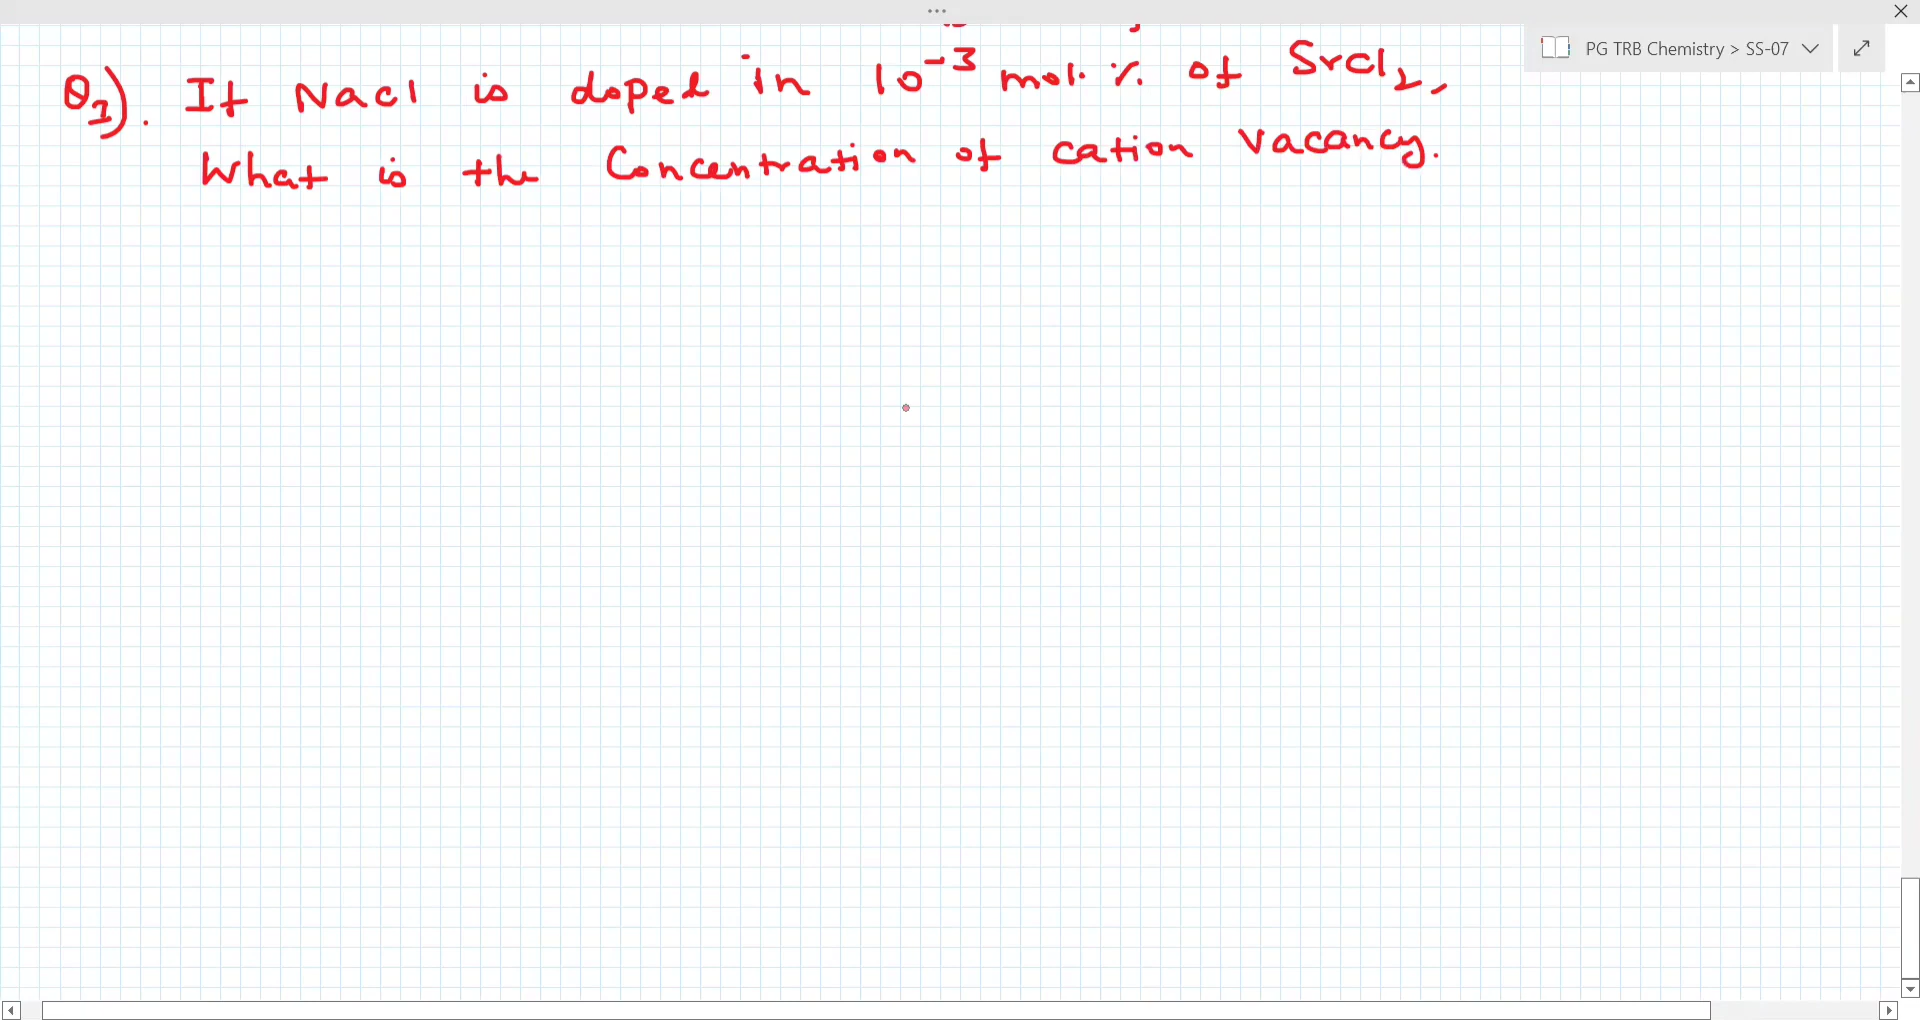 PG TRB Chemistry > SS-07
Q1). If NaCl is doped in 10⁻³ mol. % of SrCl₂,
What is the Concentration of cation Vacancy.